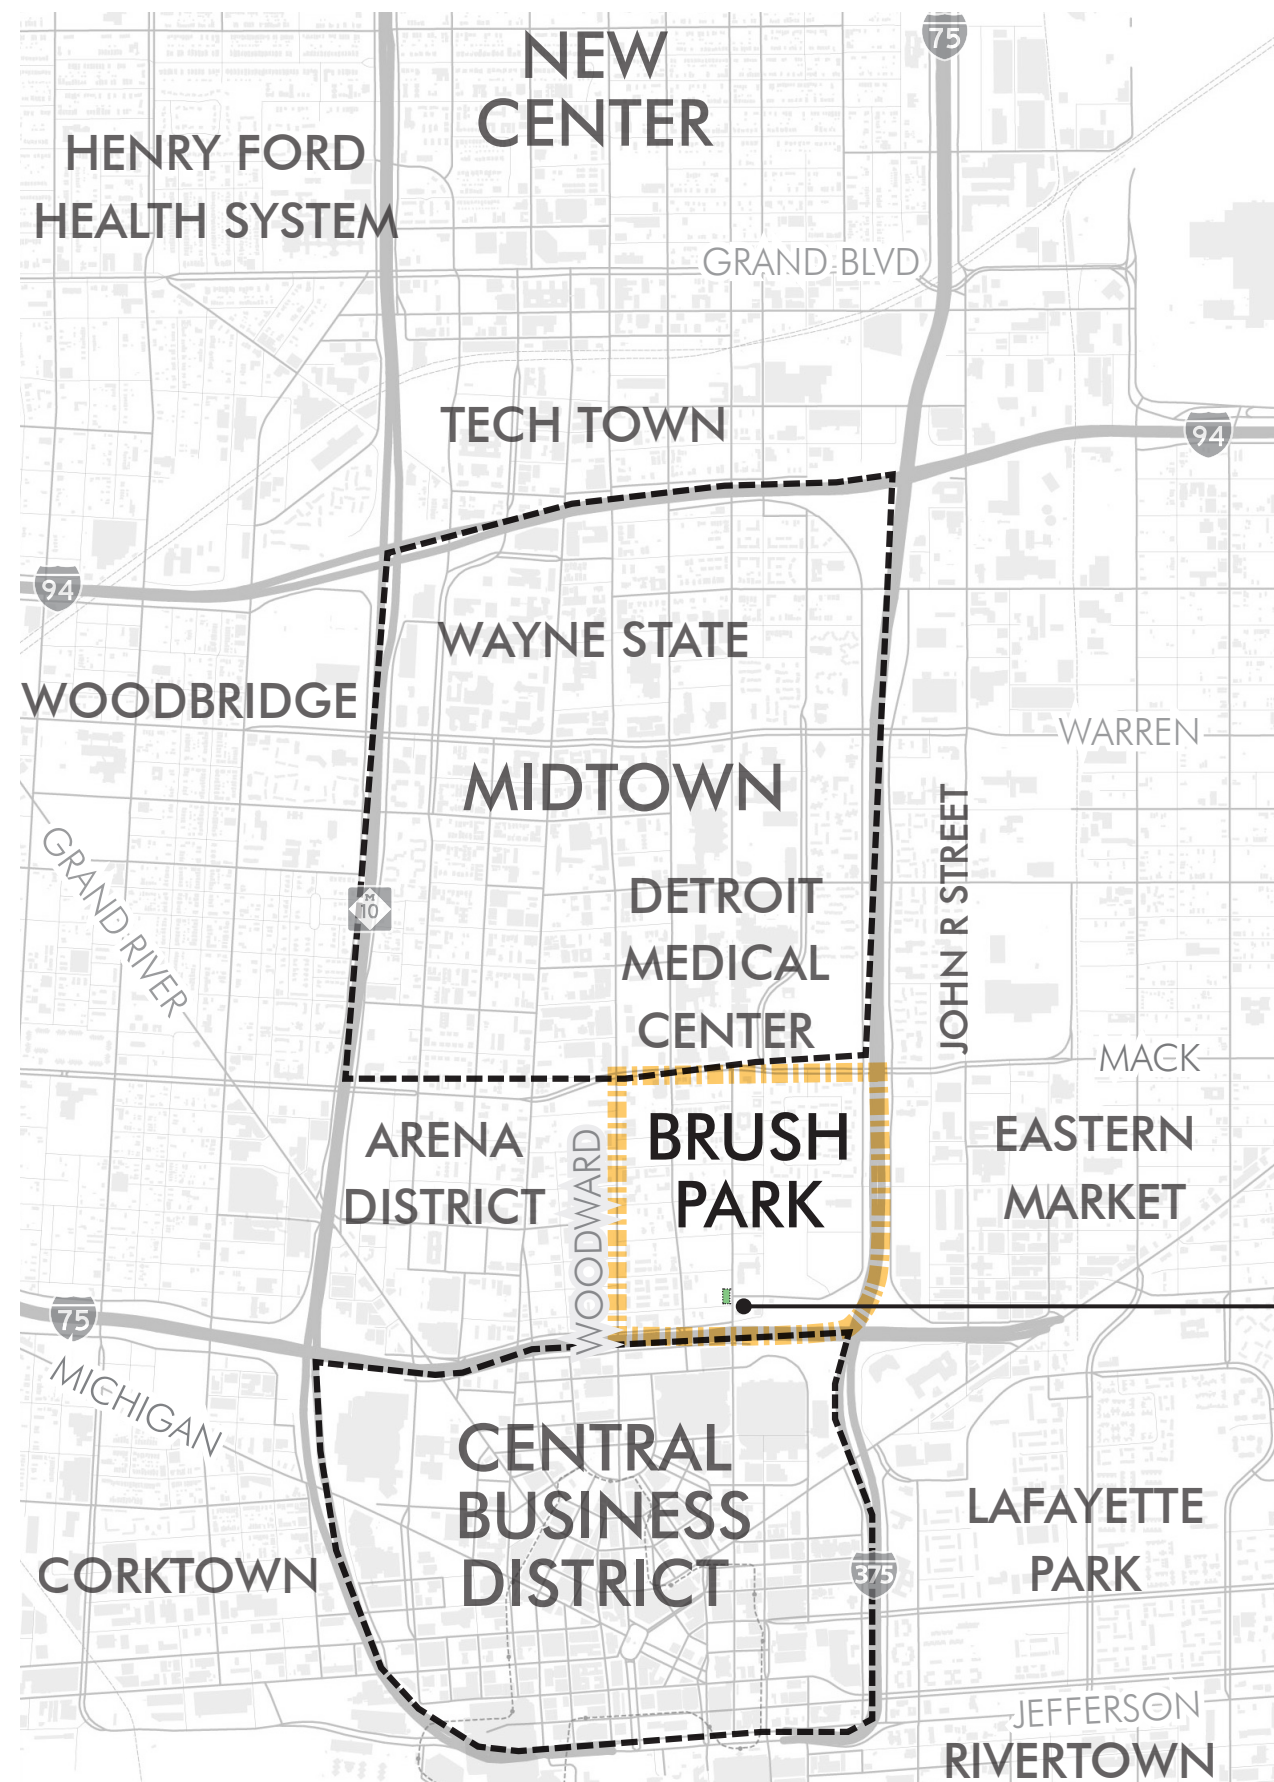 NEW
CENTER
75
HENRY FORD
HEALTH SYSTEM
GRAND BLVD
TECH TOWN
94
94
WAYNE STATE
WOODBRIDGE
WARREN
MIDTOWN
GRAND RIVER
M
10
DETROIT
MEDICAL
CENTER
JOHN R STREET
MACK
ARENA
DISTRICT
WOODWARD
BRUSH
PARK
EASTERN
MARKET
75
MICHIGAN
CENTRAL
BUSINESS
DISTRICT
LAFAYETTE
PARK
CORKTOWN
375
JEFFERSON
RIVERTOWN